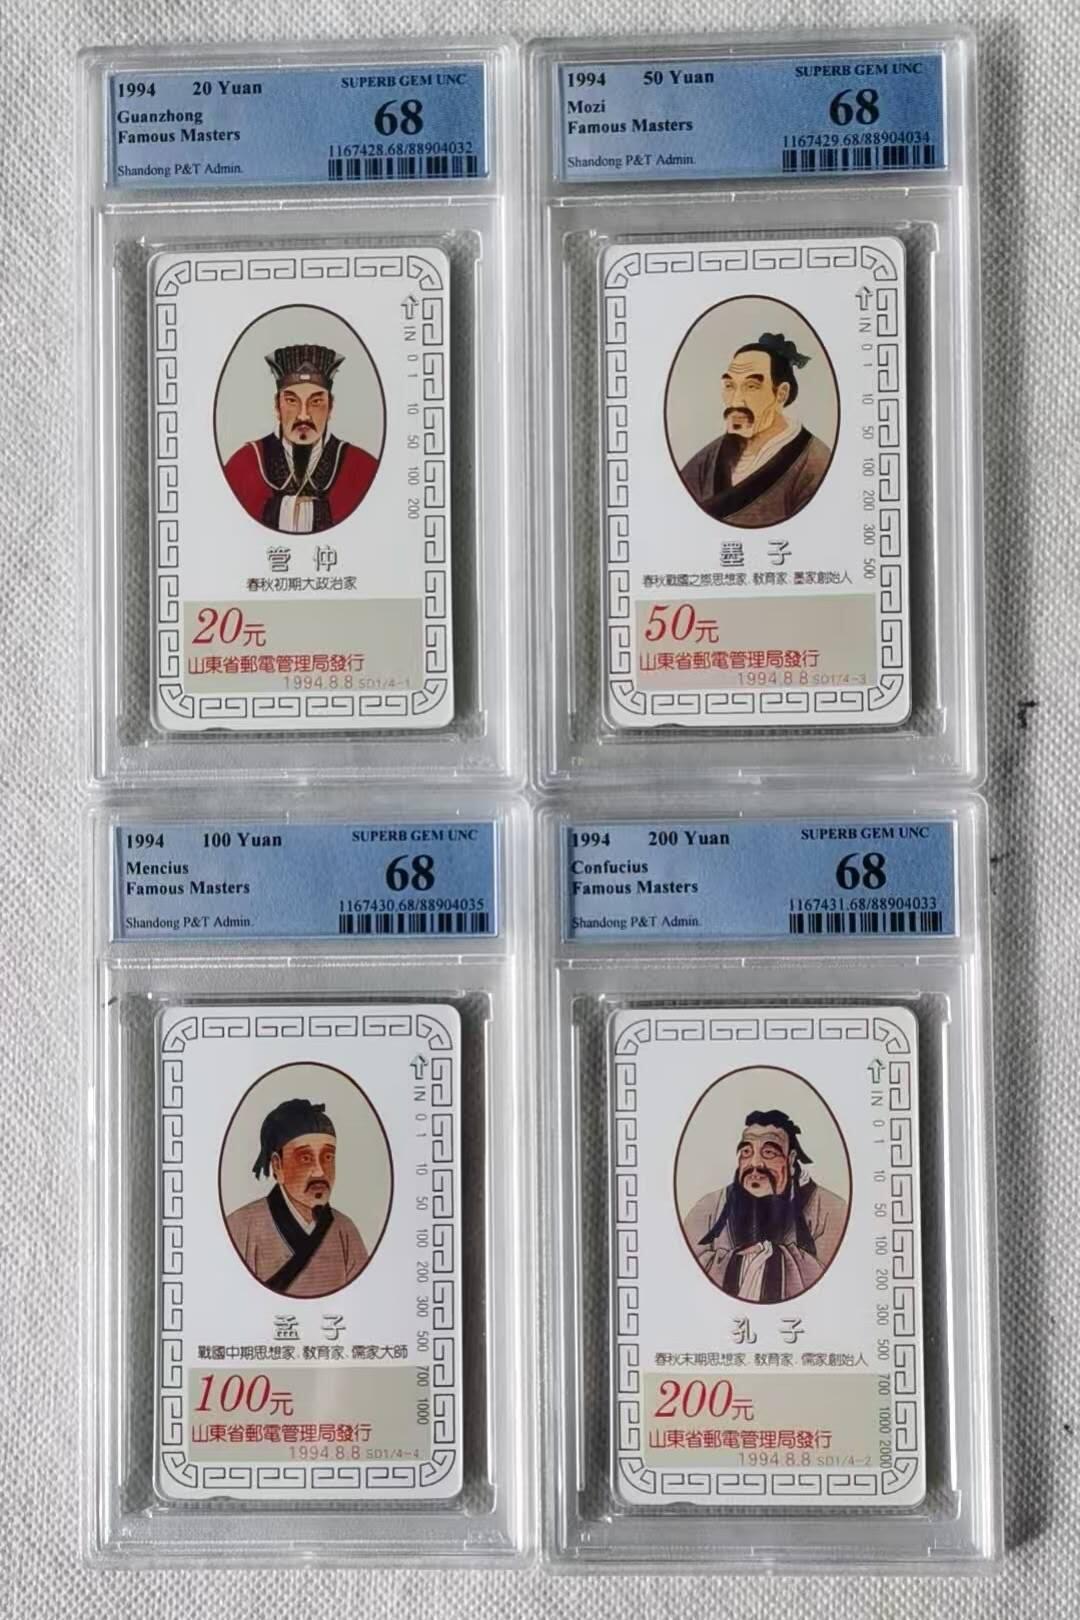 1994 20 Yuan SUPERB GEM UNC
Guanzhong 68
Famous Masters
1167428.68/88904032
Shandong P&T Admin.
IN 0 1 10 50 100 200
管仲
春秋初期大政治家
20元
山東省郵電管理局發行
1994.8.8 SD1/4-1
1994 50 Yuan SUPERB GEM UNC
Mozi 68
Famous Masters
1167429.68/88904034
Shandong P&T Admin.
IN 0 1 10 50 100 200 300 500
墨子
春秋戰國之際思想家、教育家、墨家創始人
50元
山東省郵電管理局發行
1994.8.8 SD1/4-3
1994 100 Yuan SUPERB GEM UNC
Mencius 68
Famous Masters
1167430.68/88904035
Shandong P&T Admin.
IN 0 1 10 50 100 200 300 500 700 1000
孟子
戰國中期思想家、教育家、儒家大師
100元
山東省郵電管理局發行
1994.8.8 SD1/4-4
1994 200 Yuan SUPERB GEM UNC
Confucius 68
Famous Masters
1167431.68/88904033
Shandong P&T Admin.
IN 0 1 10 50 100 200 300 500 700 1000 2000
孔子
春秋末期思想家、教育家、儒家創始人
200元
山東省郵電管理局發行
1994.8.8 SD1/4-2